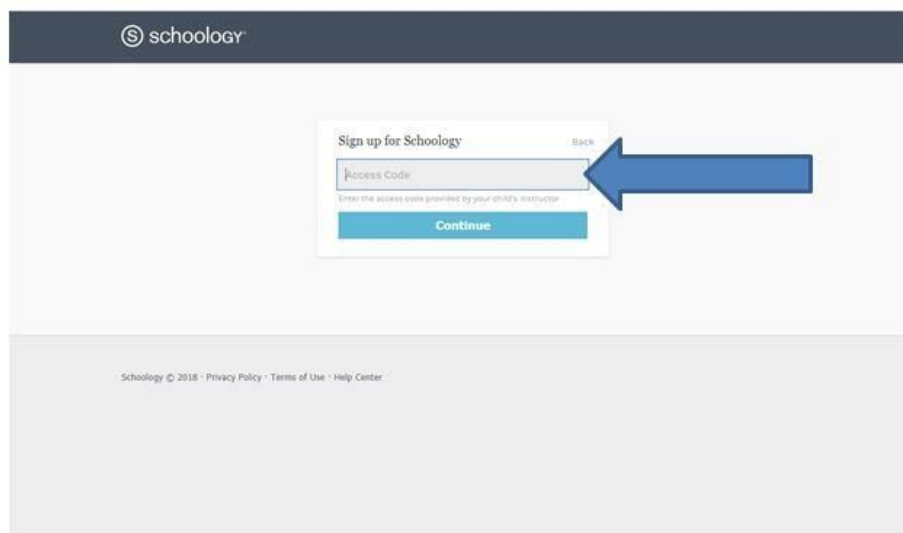 S schoology
Sign up for Schoology Back
Access Code
Enter the access code provided by your child's instructor
Continue
Schoology © 2018 · Privacy Policy · Terms of Use · Help Center